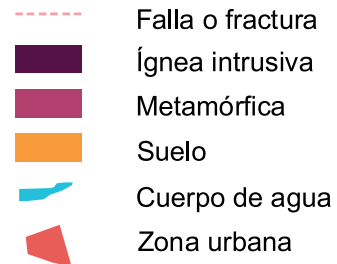 Falla o fractura
Ígnea intrusiva
Metamórfica
Suelo
Cuerpo de agua
Zona urbana